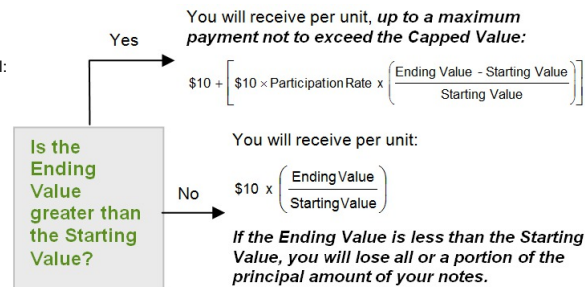 l:
You will receive per unit, up to a maximum
payment not to exceed the Capped Value:
Yes
$10 + [ $10 × Participation Rate x ( Ending Value - Starting Value / Starting Value ) ]
Is the
Ending
Value
greater than
the Starting
Value?
No
You will receive per unit:
$10 x ( Ending Value / Starting Value )
If the Ending Value is less than the Starting
Value, you will lose all or a portion of the
principal amount of your notes.